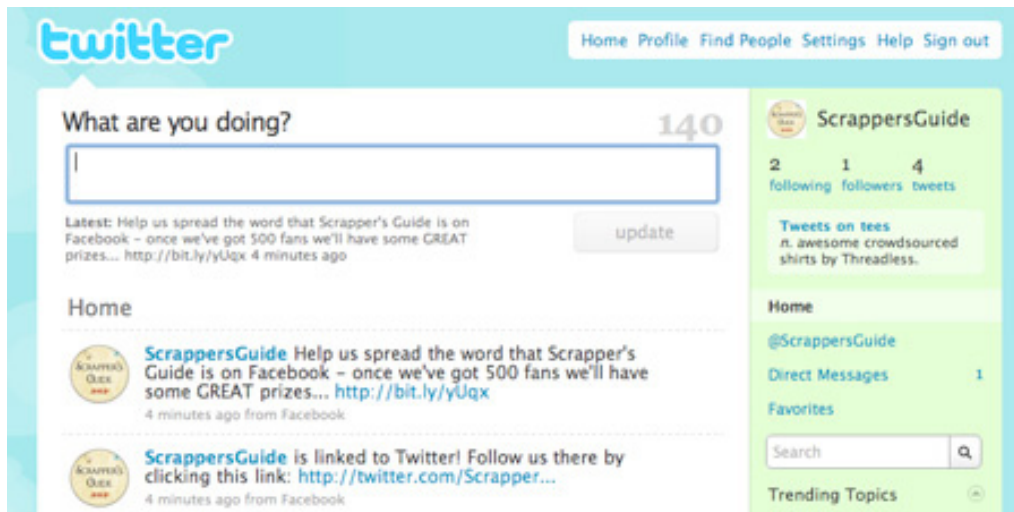 twitter
Home Profile Find People Settings Help Sign out
What are you doing?
140
Latest: Help us spread the word that Scrapper's Guide is on
Facebook – once we've got 500 fans we'll have some GREAT
prizes... http://bit.ly/yUqx 4 minutes ago
update
Home
ScrappersGuide Help us spread the word that Scrapper's
Guide is on Facebook – once we've got 500 fans we'll have
some GREAT prizes... http://bit.ly/yUqx
4 minutes ago from Facebook
ScrappersGuide is linked to Twitter! Follow us there by
clicking this link: http://twitter.com/Scrapper...
4 minutes ago from Facebook
ScrappersGuide
2 1 4
following followers tweets
Tweets on tees
n. awesome crowdsourced
shirts by Threadless.
Home
@ScrappersGuide
Direct Messages 1
Favorites
Search
Trending Topics
SCRAPPER'S
GUIDE
SCRAPPER'S
GUIDE